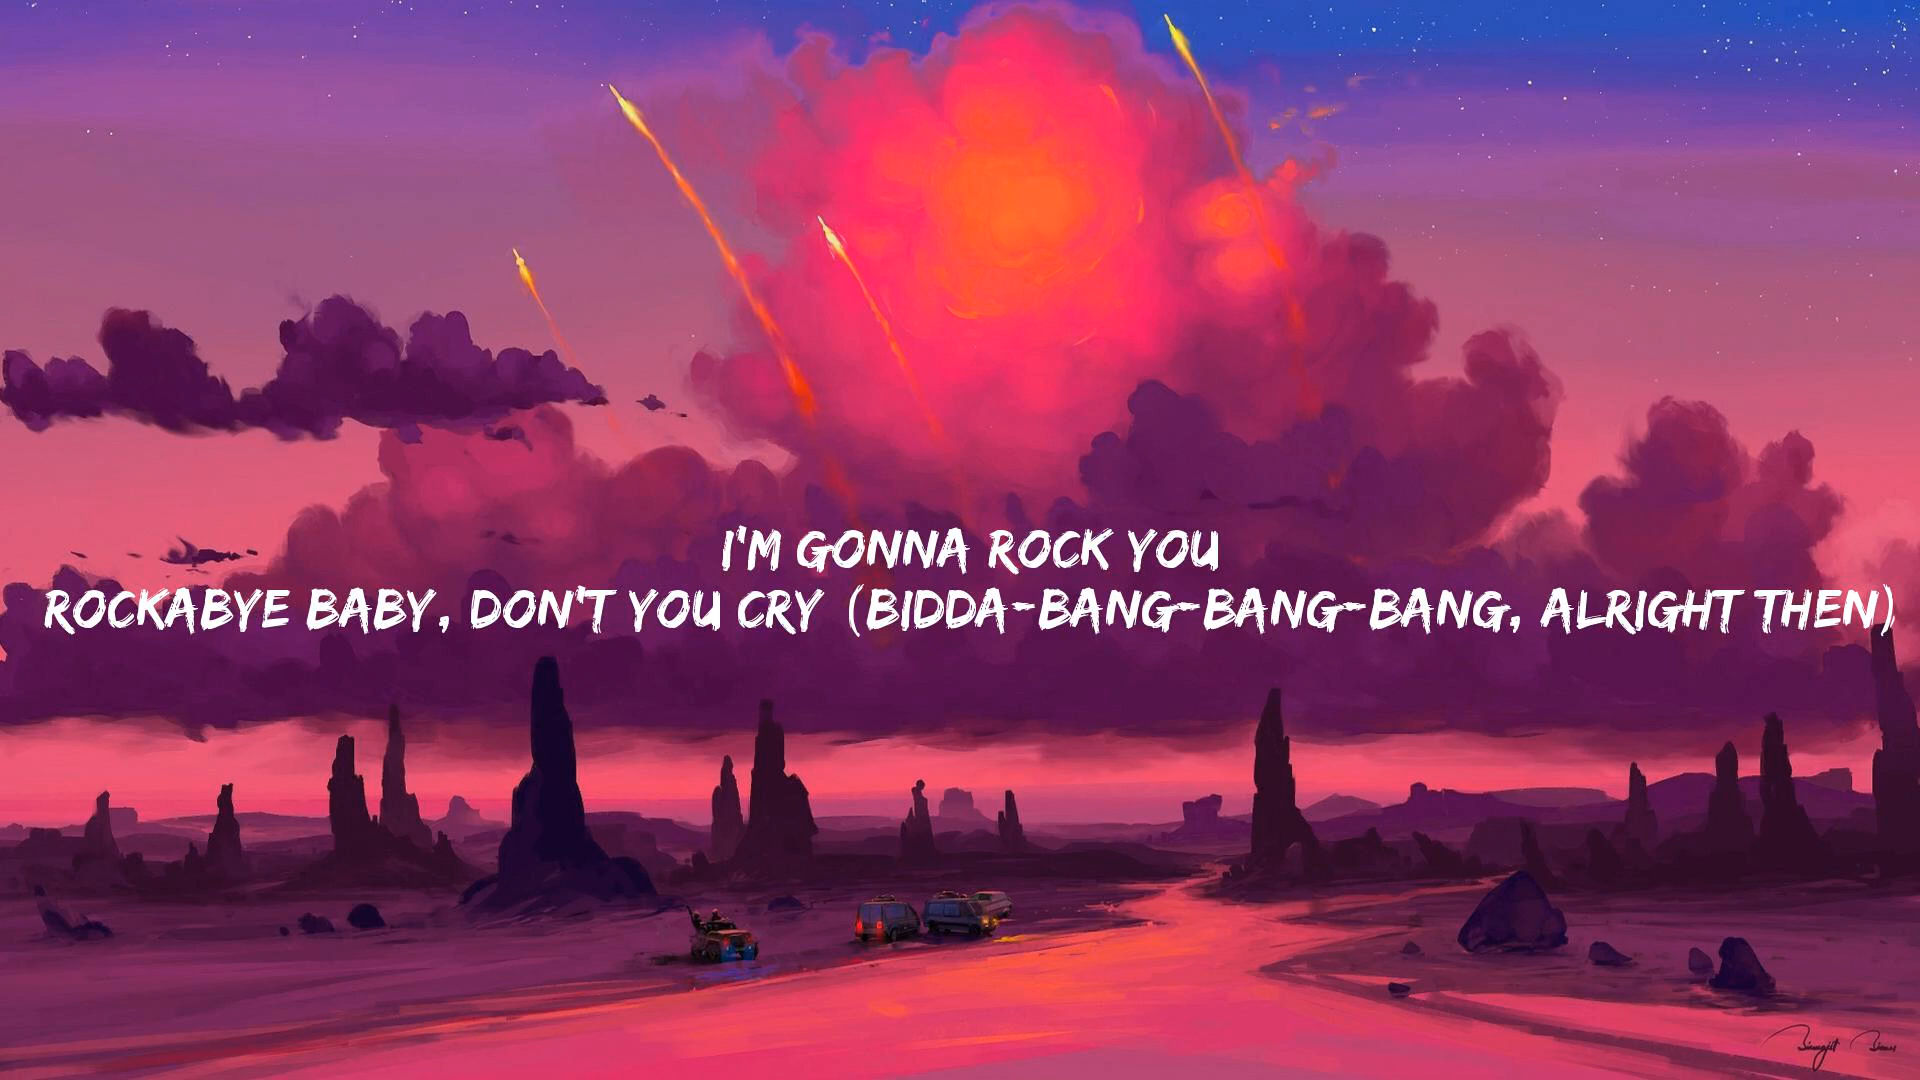 I'M GONNA ROCK YOU
ROCKABYE BABY, DON'T YOU CRY (BIDDA-BANG-BANG-BANG, ALRIGHT THEN)